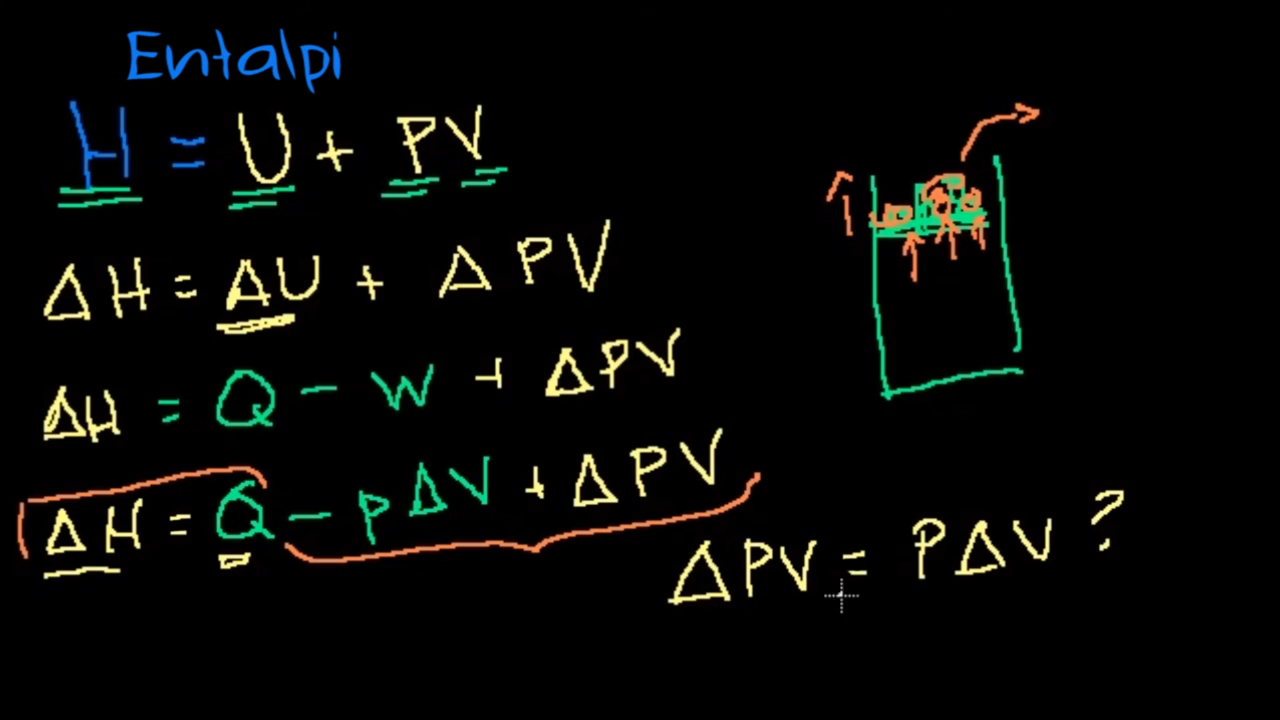 Entalpi
H = U + PV
ΔH = ΔU + ΔPV
ΔH = Q - W + ΔPV
ΔH = Q - PΔV + ΔPV
ΔPV = PΔV ?